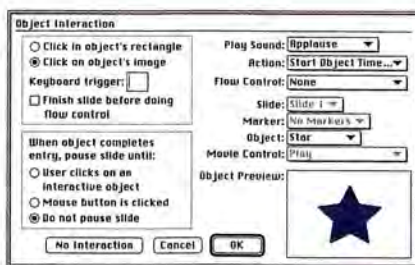 Object Interaction
Click in object's rectangle
Click on object's image
Keyboard trigger:
Finish slide before doing
flow control
When object completes
entry, pause slide until:
User clicks on an
interactive object
Mouse button is clicked
Do not pause slide
Play Sound: Applause
Action: Start Object Time...
Flow Control: None
Slide: Slide 1
Marker: No Markers
Object: Star
Movie Control: Play
Object Preview:
No Interaction
Cancel
OK